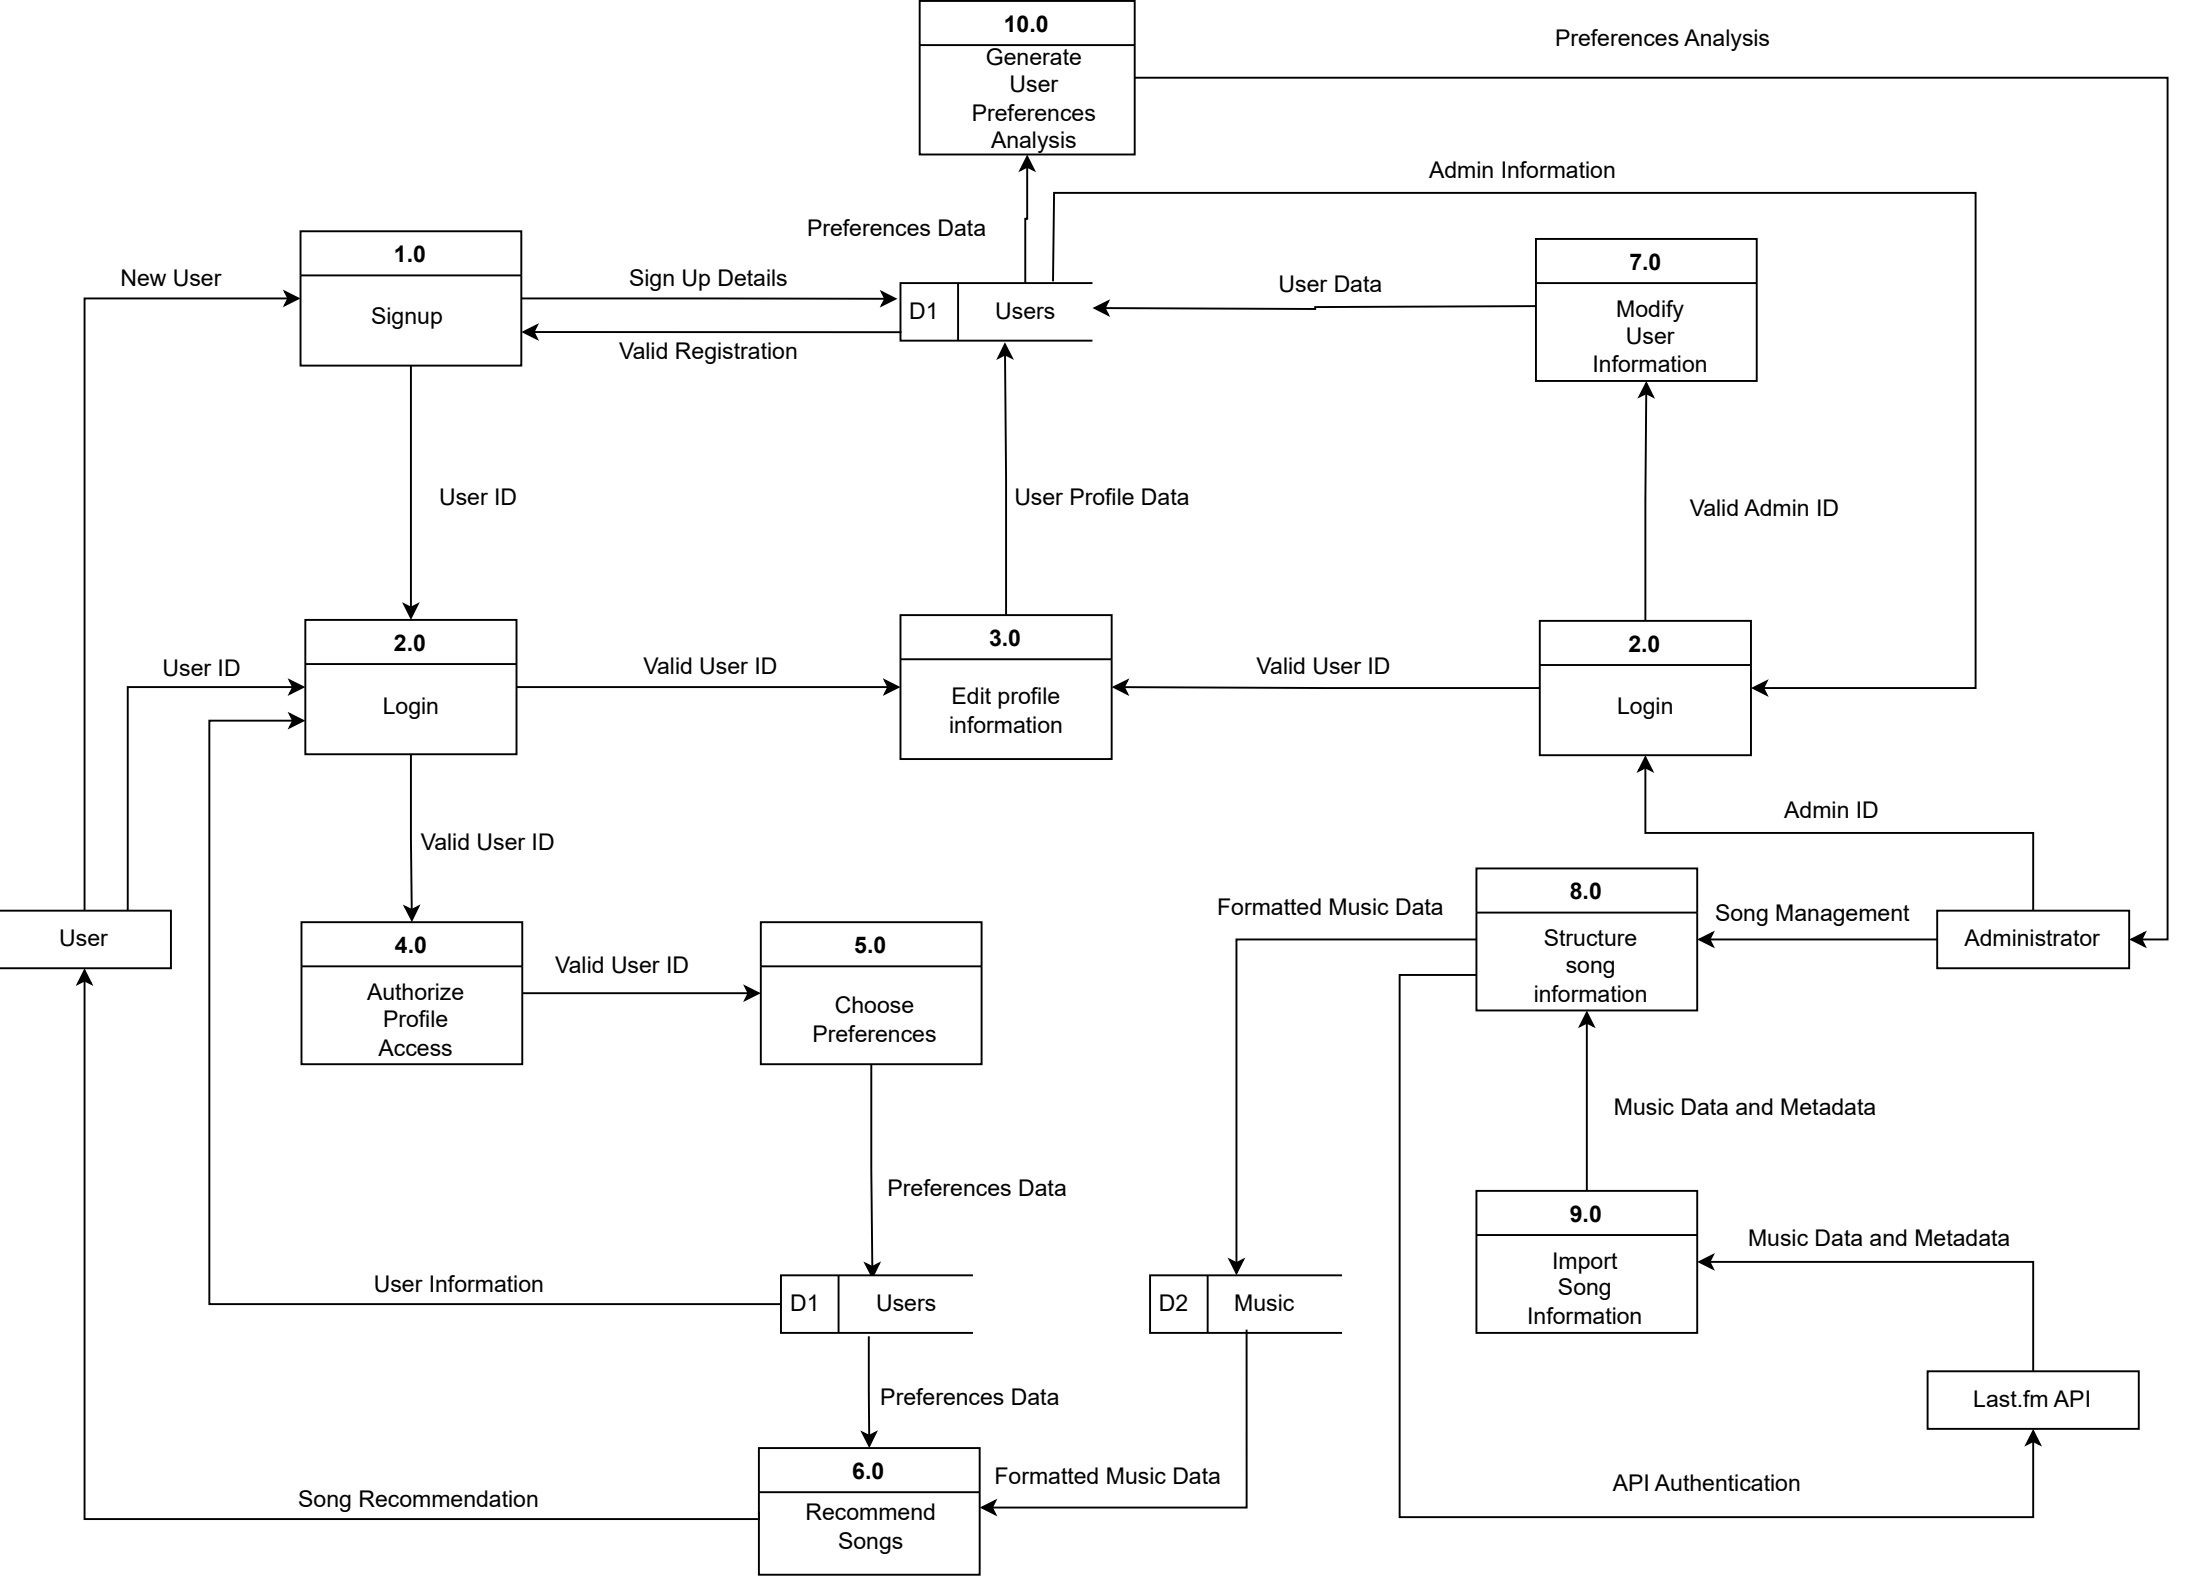 10.0
Generate
User
Preferences
Analysis
Preferences Analysis
Admin Information
Preferences Data
1.0
Signup
New User
Sign Up Details
Valid Registration
D1
Users
User Data
7.0
Modify
User
Information
User ID
User Profile Data
Valid Admin ID
User ID
2.0
Login
Valid User ID
3.0
Edit profile
information
Valid User ID
2.0
Login
Valid User ID
Admin ID
User
4.0
Authorize
Profile
Access
Valid User ID
5.0
Choose
Preferences
Formatted Music Data
8.0
Structure
song
information
Song Management
Administrator
Music Data and Metadata
Preferences Data
9.0
Import
Song
Information
Music Data and Metadata
User Information
D1
Users
D2
Music
Preferences Data
Last.fm API
6.0
Recommend
Songs
Formatted Music Data
Song Recommendation
API Authentication